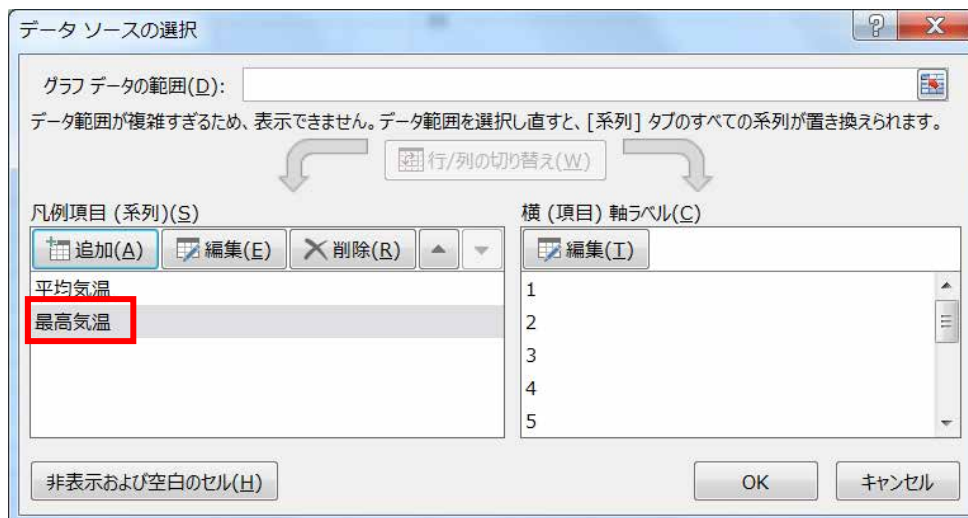 データ ソースの選択
グラフ データの範囲(D):
データ範囲が複雑すぎるため、表示できません。データ範囲を選択し直すと、[系列] タブのすべての系列が置き換えられます。
行/列の切り替え(W)
凡例項目 (系列)(S)
追加(A) 編集(E) 削除(R)
平均気温
最高気温
横 (項目) 軸ラベル(C)
編集(T)
1
2
3
4
5
非表示および空白のセル(H)
OK キャンセル